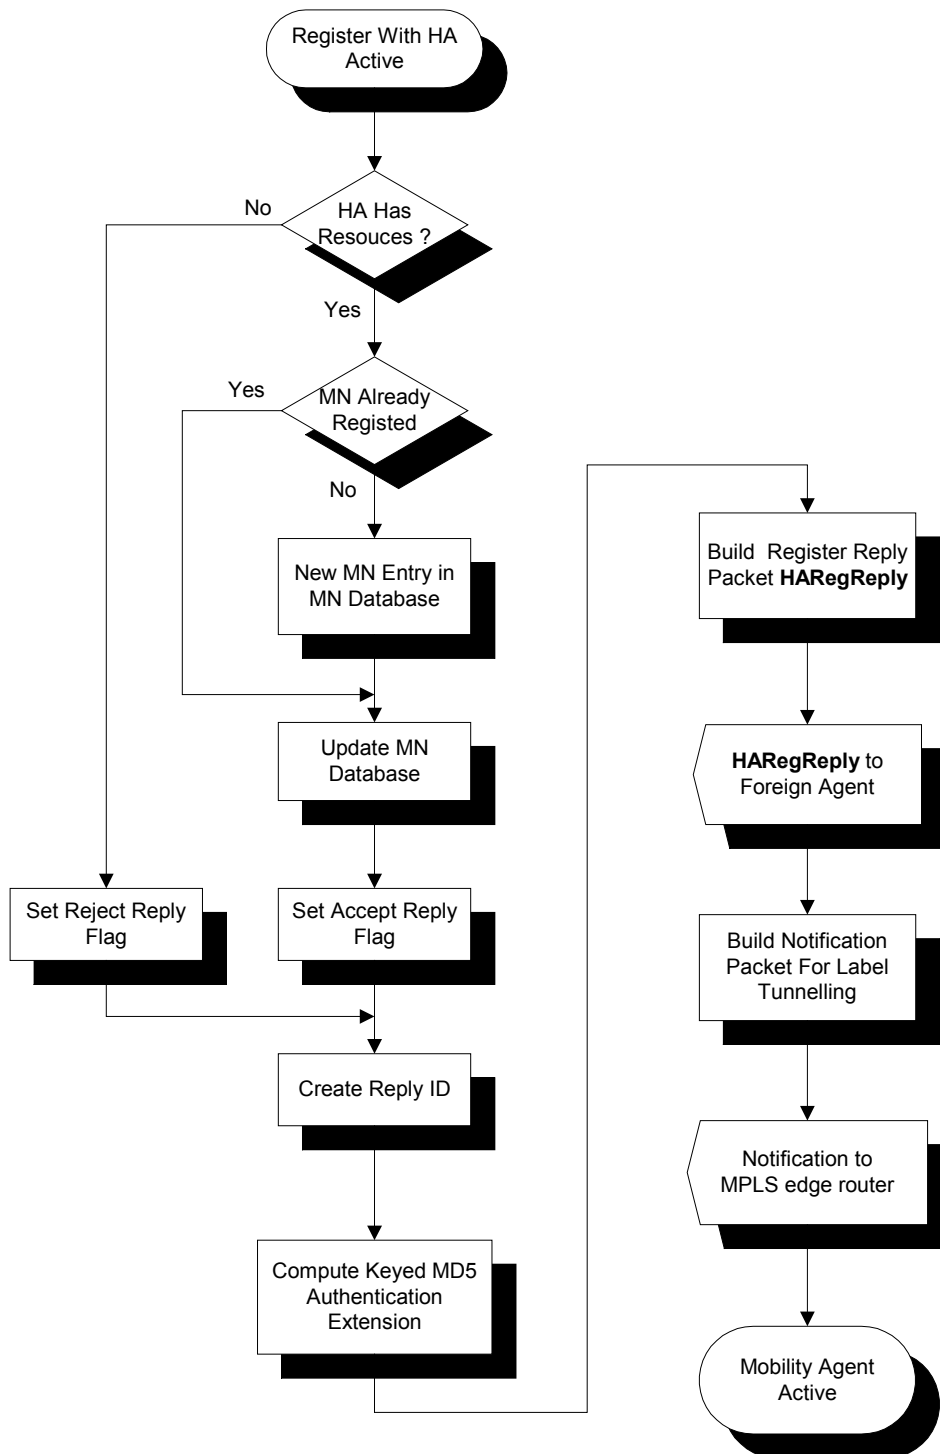 Register With HA
Active
No
HA Has
Resouces ?
Yes
Yes
MN Already
Registed
No
New MN Entry in
MN Database
Update MN
Database
Set Reject Reply
Flag
Set Accept Reply
Flag
Create Reply ID
Compute Keyed MD5
Authentication
Extension
Build Register Reply
Packet HARegReply
HARegReply to
Foreign Agent
Build Notification
Packet For Label
Tunnelling
Notification to
MPLS edge router
Mobility Agent
Active